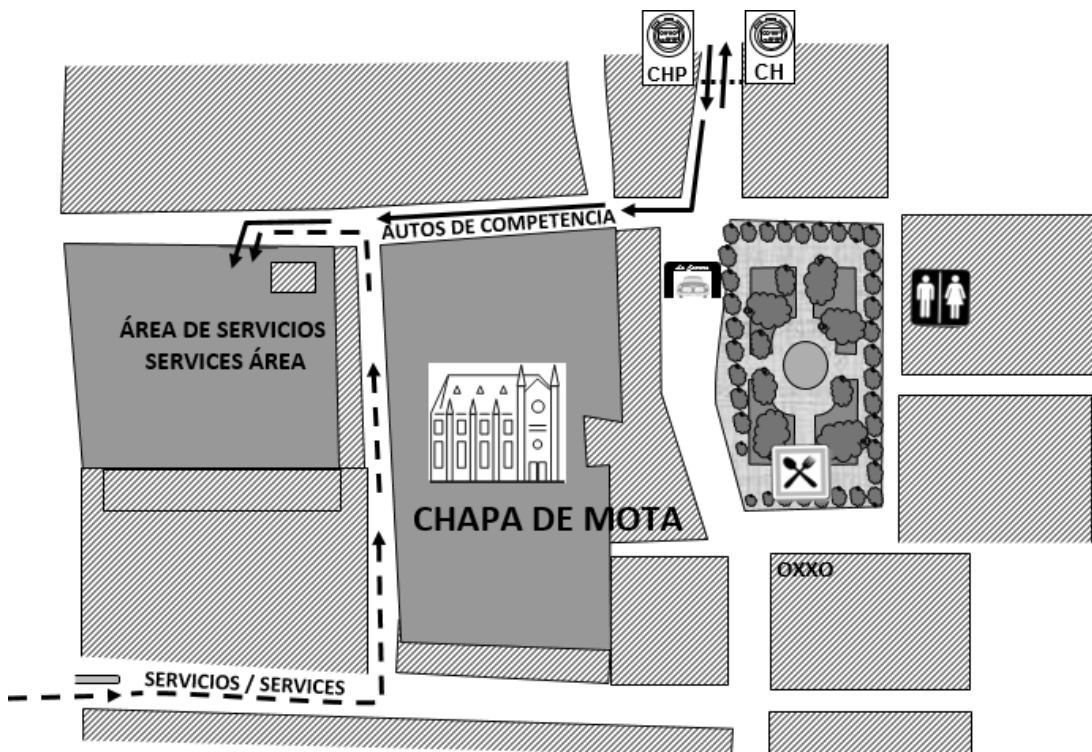 CHP
CH
AUTOS DE COMPETENCIA
ÁREA DE SERVICIOS
SERVICES ÁREA
CHAPA DE MOTA
OXXO
SERVICIOS / SERVICES